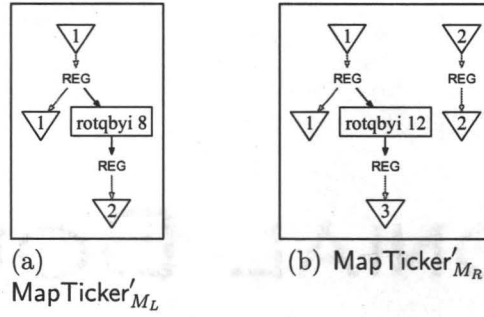 1
REG
1 rotqbyi 8
REG
2
(a)
MapTicker′ML
1 2
REG REG
1 rotqbyi 12 2
REG
3
(b) MapTicker′MR